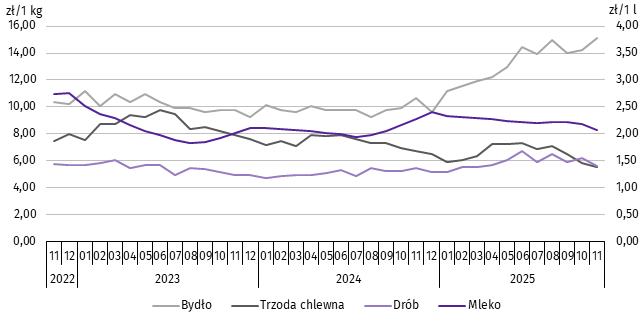 zł/1 kg zł/1 l
16,00 4,00
14,00 3,50
12,00 3,00
10,00 2,50
8,00 2,00
6,00 1,50
4,00 1,00
2,00 0,50
0,00 0,00
11 12 01 02 03 04 05 06 07 08 09 10 11 12 01 02 03 04 05 06 07 08 09 10 11 12 01 02 03 04 05 06 07 08 09 10 11
2022 2023 2024 2025
Bydło Trzoda chlewna Drób Mleko